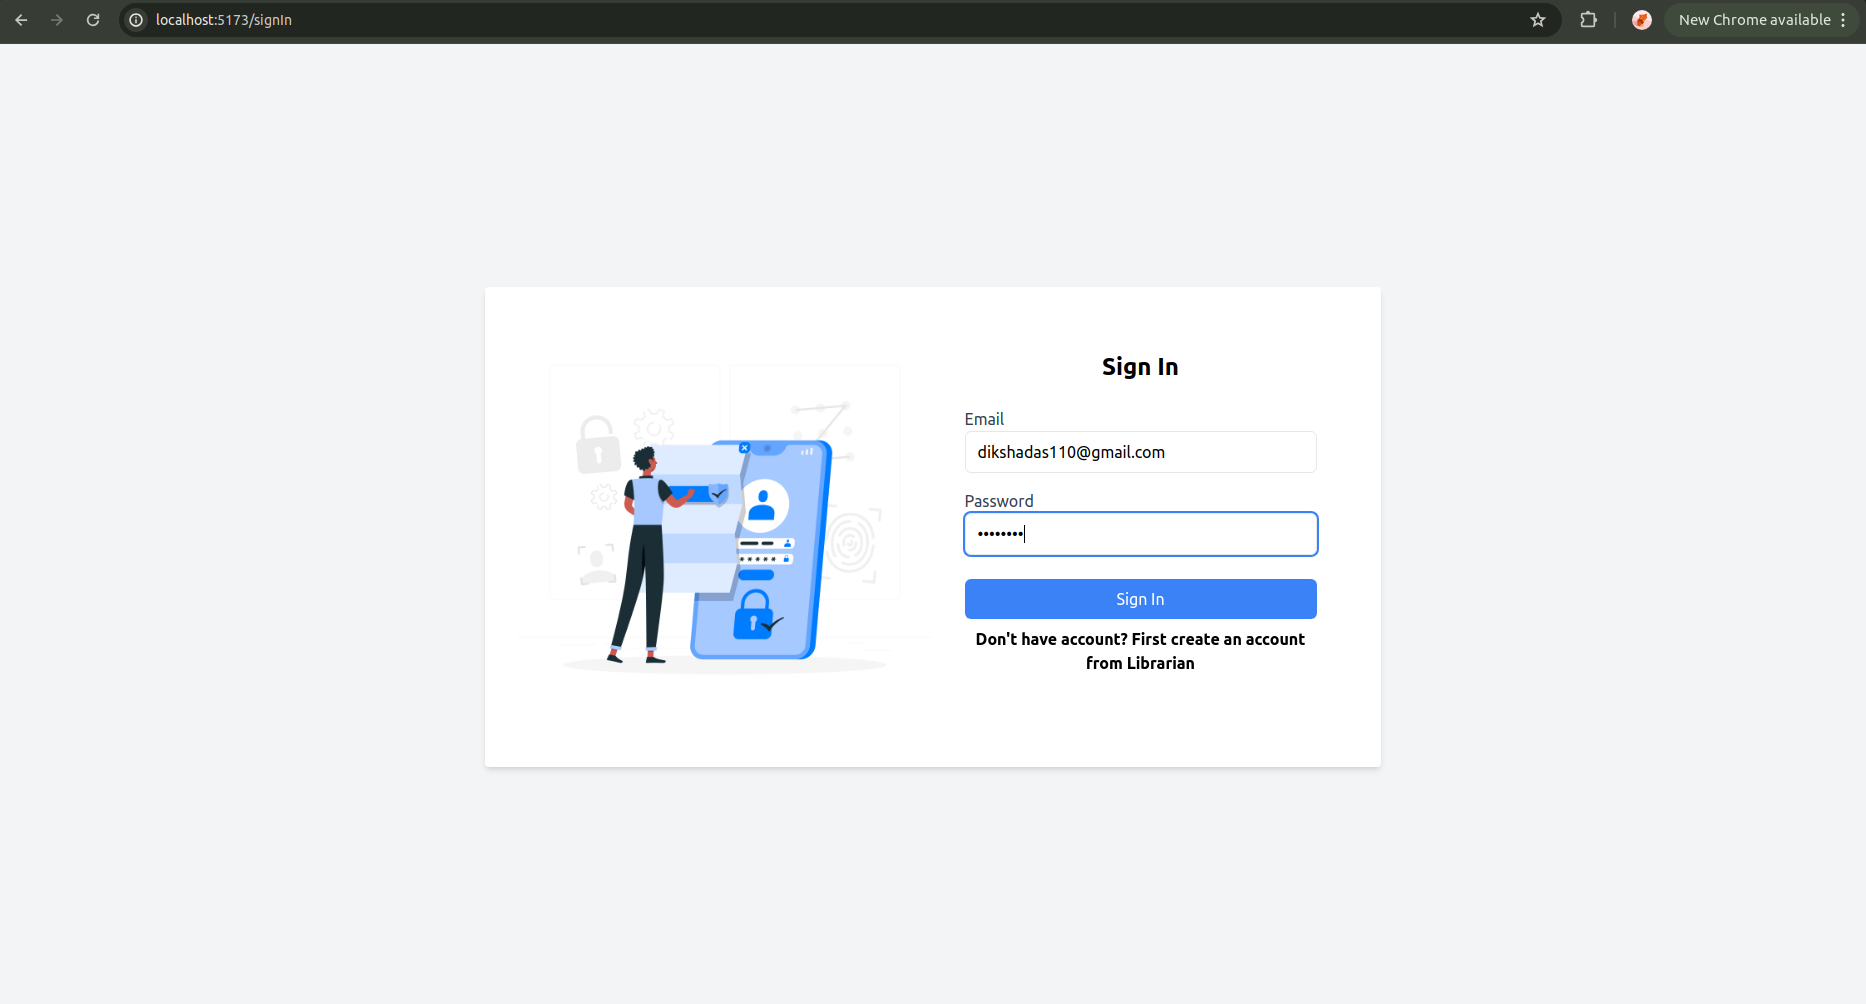 localhost:5173/signIn
New Chrome available
Sign In
Email
dikshadas110@gmail.com
Password
••••••••
Sign In
Don't have account? First create an account
from Librarian